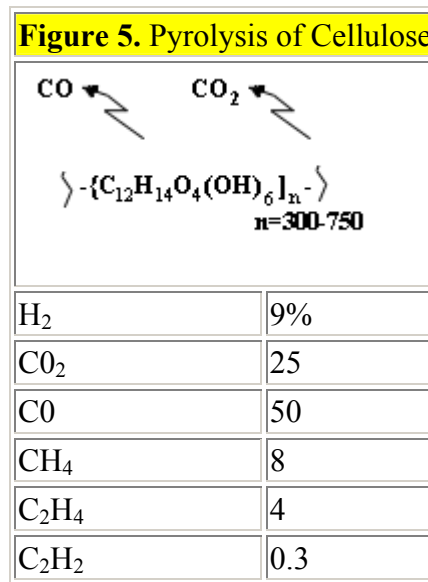 Figure 5. Pyrolysis of Cellulose
CO CO₂
-{C₁₂H₁₄O₄(OH)₆]ₙ-
n=300-750
H₂ 9%
C0₂ 25
C0 50
CH₄ 8
C₂H₄ 4
C₂H₂ 0.3